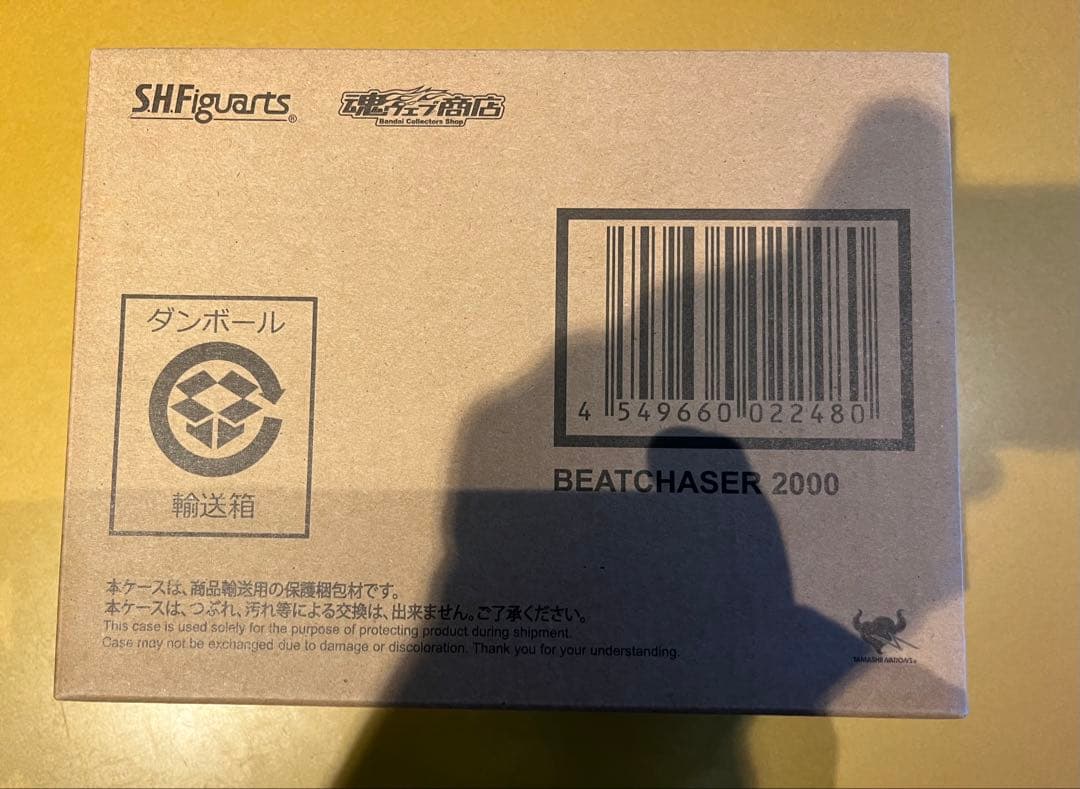 S.H.Figuarts®
魂ウェブ商店
Bandai Collectors Shop
4 549660 022480
BEATCHASER 2000
ダンボール
輸送箱
本ケースは、商品輸送用の保護梱包材です。
本ケースは、つぶれ、汚れ等による交換は、出来ません。ご了承ください。
This case is used solely for the purpose of protecting product during shipment.
Case may not be exchanged due to damage or discoloration. Thank you for your understanding.
TAMASHII NATIONS®